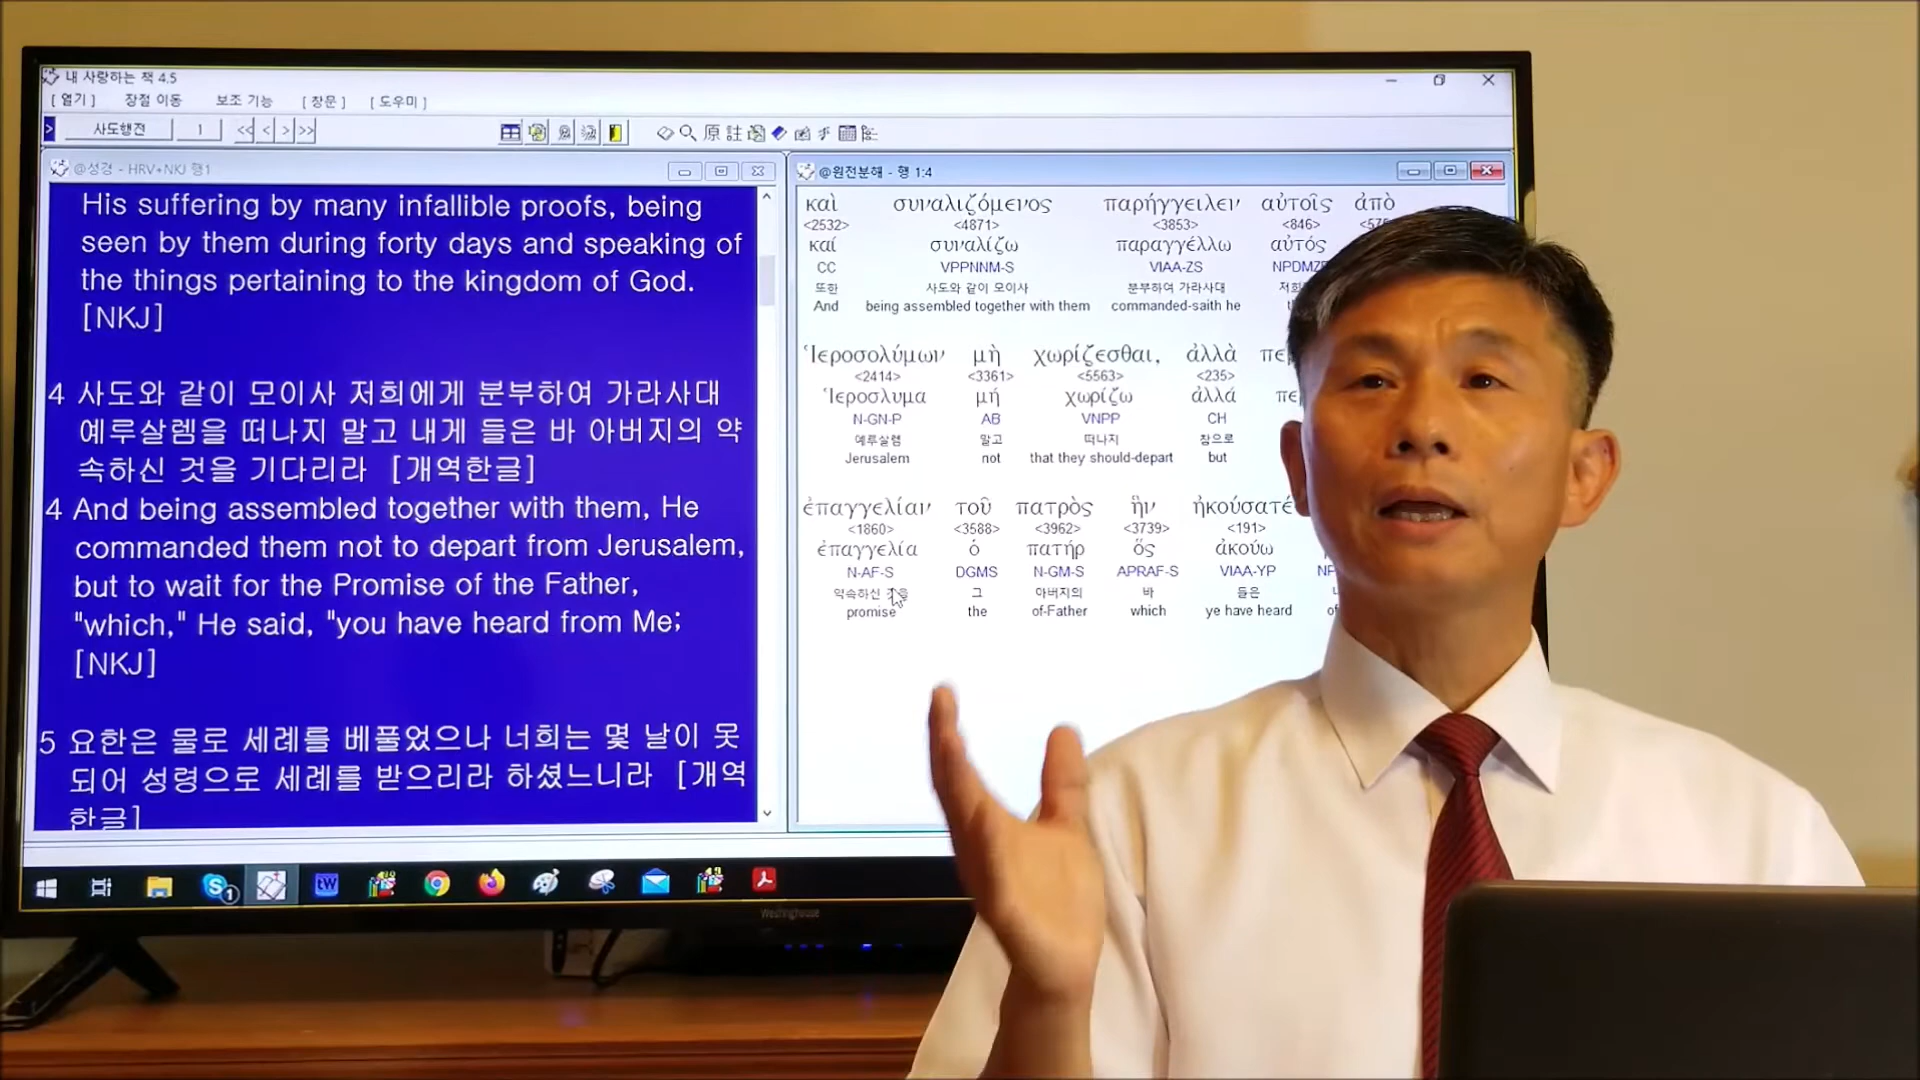 내 사랑하는 책 4.5
[ 열기 ] 장절 이동 보조 기능 [ 창문 ] [ 도우미 ]
사도행전 1 << < > >> 原 註
@성경 - HRV+NKJ 행1
His suffering by many infallible proofs, being
seen by them during forty days and speaking of
the things pertaining to the kingdom of God.
[NKJ]
4 사도와 같이 모이사 저희에게 분부하여 가라사대
예루살렘을 떠나지 말고 내게 들은 바 아버지의 약
속하신 것을 기다리라 [개역한글]
4 And being assembled together with them, He
commanded them not to depart from Jerusalem,
but to wait for the Promise of the Father,
"which," He said, "you have heard from Me;
[NKJ]
5 요한은 물로 세례를 베풀었으나 너희는 몇 날이 못
되어 성령으로 세례를 받으리라 하셨느니라 [개역
한글]
@원전분해 - 행 1:4
καὶ συναλιζόμενος παρήγγειλεν αὐτοῖς ἀπὸ
<2532> <4871> <3853> <846>
καί συναλίζω παραγγέλλω αὐτός
CC VPPNNM-S VIAA-ZS
또한 사도와 같이 모이사 분부하여 가라사대
And being assembled together with them commanded-saith he
Ἱεροσολύμων μὴ χωρίζεσθαι, ἀλλὰ
<2414> <3361> <5563> <235>
Ἱεροσλυμα μή χωρίζω ἀλλά
N-GN-P AB VNPP CH
예루살렘 말고 떠나지 참으로
Jerusalem not that they should-depart but
ἐπαγγελίαν τοῦ πατρὸς ἣν ἠκούσατέ
<1860> <3588> <3962> <3739> <191>
ἐπαγγελία ὁ πατήρ ὅς ἀκούω
N-AF-S DGMS N-GM-S APRAF-S VIAA-YP
약속하신 그 아버지의 바 들은
promise the of-Father which ye have heard
tW
Westinghouse